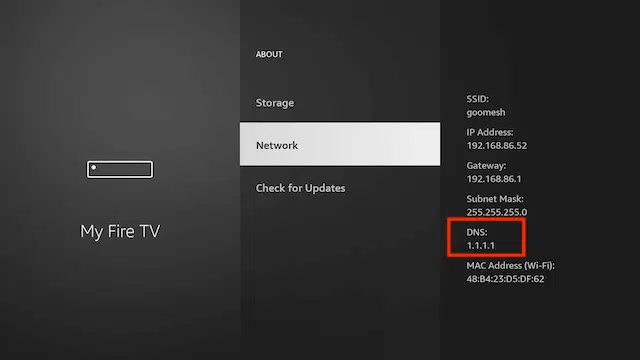 ABOUT
Storage
Network
Check for Updates
My Fire TV
SSID:
goomesh
IP Address:
192.168.86.52
Gateway:
192.168.86.1
Subnet Mask:
255.255.255.0
DNS:
1.1.1.1
MAC Address (Wi-Fi):
48:B4:23:D5:DF:62